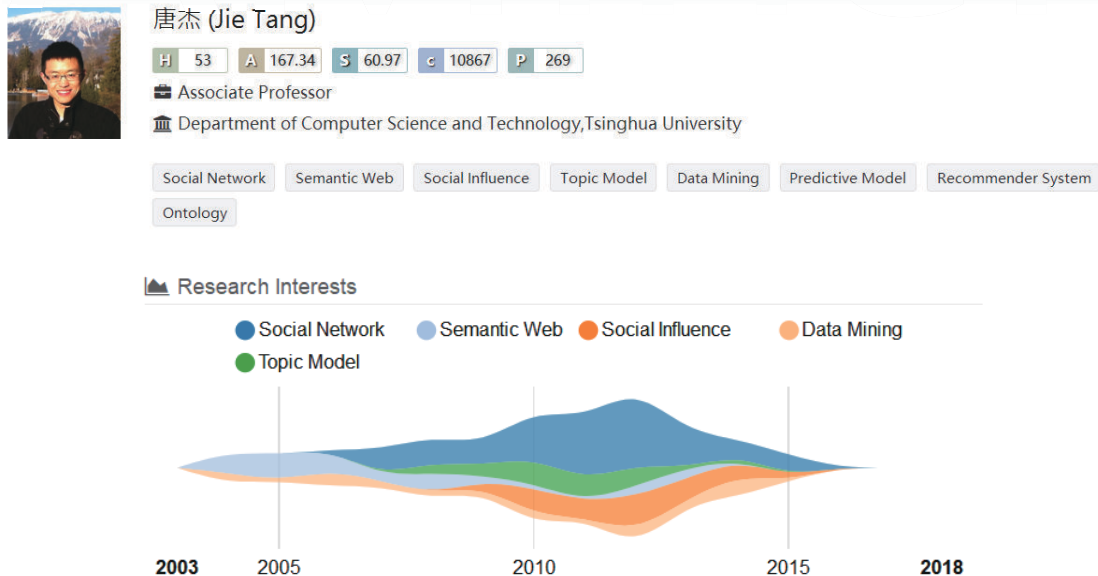 唐杰 (Jie Tang)
H 53 A 167.34 S 60.97 c 10867 P 269
Associate Professor
Department of Computer Science and Technology,Tsinghua University
Social Network Semantic Web Social Influence Topic Model Data Mining Predictive Model Recommender System
Ontology
Research Interests
Social Network Semantic Web Social Influence Data Mining
Topic Model
2003 2005 2010 2015 2018